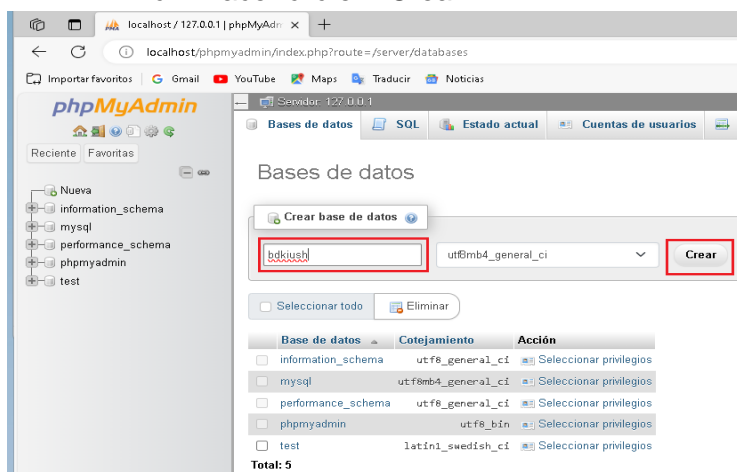 localhost / 127.0.0.1 | phpMyAdn
localhost/phpmyadmin/index.php?route=/server/databases
Importar favoritos Gmail YouTube Maps Traducir Noticias
phpMyAdmin
Servidor: 127.0.0.1
Bases de datos SQL Estado actual Cuentas de usuarios
Reciente Favoritas
Nueva
information_schema
mysql
performance_schema
phpmyadmin
test
Bases de datos
Crear base de datos
bdkiush utf8mb4_general_ci Crear
Seleccionar todo Eliminar
Base de datos Cotejamiento Acción
information_schema utf8_general_ci Seleccionar privilegios
mysql utf8mb4_general_ci Seleccionar privilegios
performance_schema utf8_general_ci Seleccionar privilegios
phpmyadmin utf8_bin Seleccionar privilegios
test latin1_swedish_ci Seleccionar privilegios
Total: 5